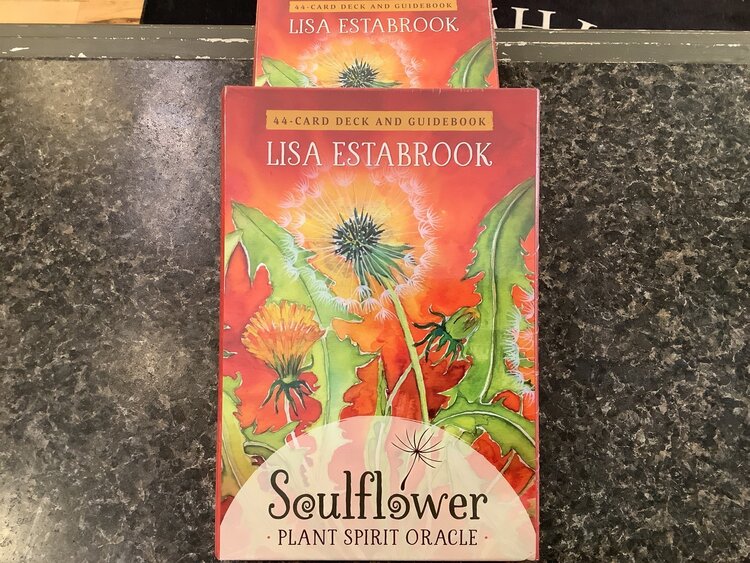 44-CARD DECK AND GUIDEBOOK
LISA ESTABROOK
44-CARD DECK AND GUIDEBOOK
LISA ESTABROOK
Soulflower
· PLANT SPIRIT ORACLE ·